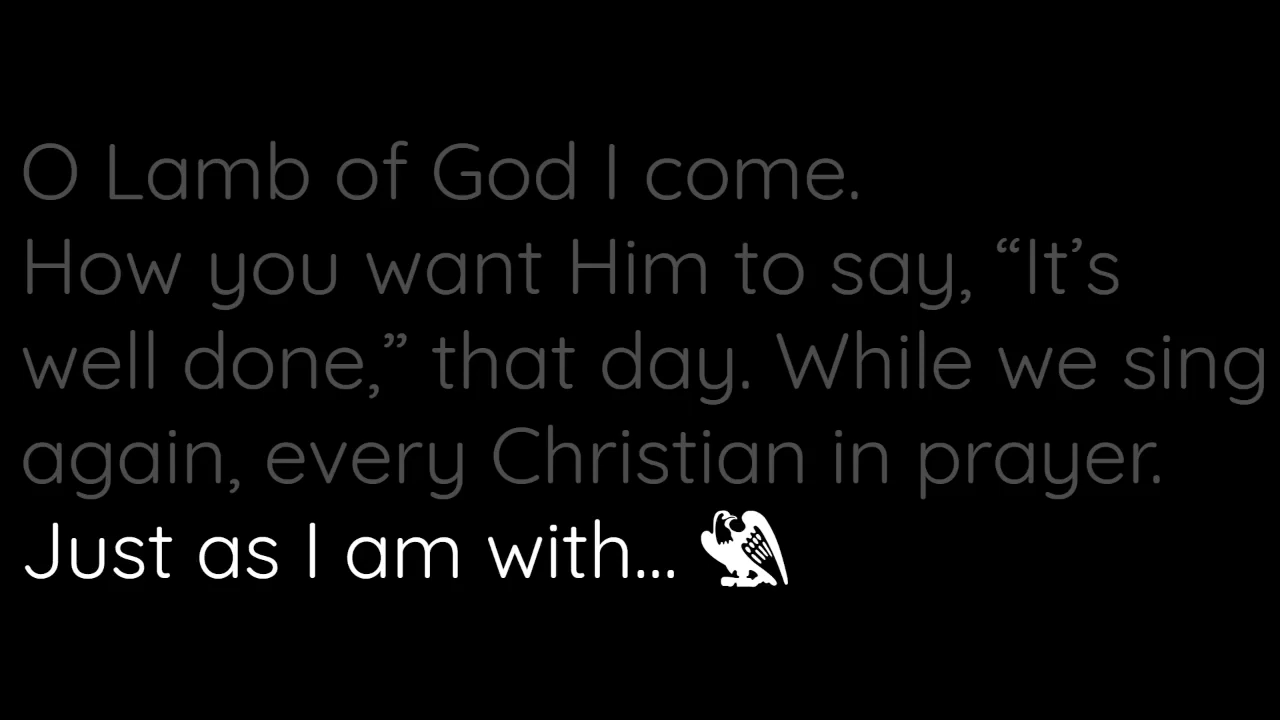 O Lamb of God I come.
How you want Him to say, “It’s
well done,” that day. While we sing
again, every Christian in prayer.
Just as I am with...